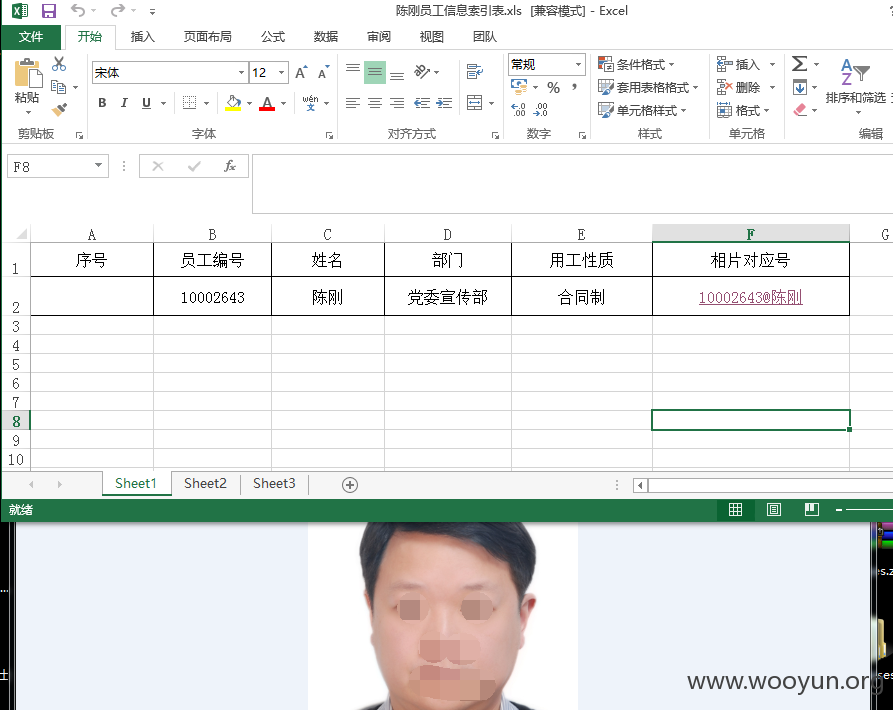 陈刚员工信息索引表.xls [兼容模式] - Excel
文件 开始 插入 页面布局 公式 数据 审阅 视图 团队
粘贴
剪贴板
宋体 12
B I U A wén 文
字体
对齐方式
常规
% ,
数字
条件格式
套用表格格式
单元格样式
样式
插入
删除
格式
单元格
Σ
排序和筛选
编辑
F8 fx
A B C D E F G
1 序号 员工编号 姓名 部门 用工性质 相片对应号
2 10002643 陈刚 党委宣传部 合同制 10002643@陈刚
3
4
5
6
7
8
9
10
Sheet1 Sheet2 Sheet3
就绪
www.wooyun.org